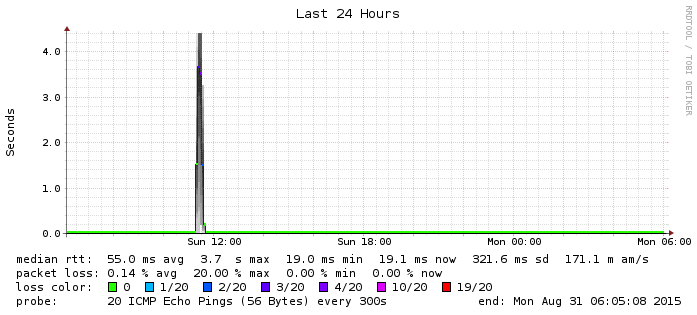 Last 24 Hours
RRDTOOL / TOBI OETIKER
Seconds
4.0
3.0
2.0
1.0
0.0
Sun 12:00 Sun 18:00 Mon 00:00 Mon 06:00
median rtt: 55.0 ms avg 3.7 s max 19.0 ms min 19.1 ms now 321.6 ms sd 171.1 m am/s
packet loss: 0.14 % avg 20.00 % max 0.00 % min 0.00 % now
loss color: 0 1/20 2/20 3/20 4/20 10/20 19/20
probe: 20 ICMP Echo Pings (56 Bytes) every 300s end: Mon Aug 31 06:05:08 2015